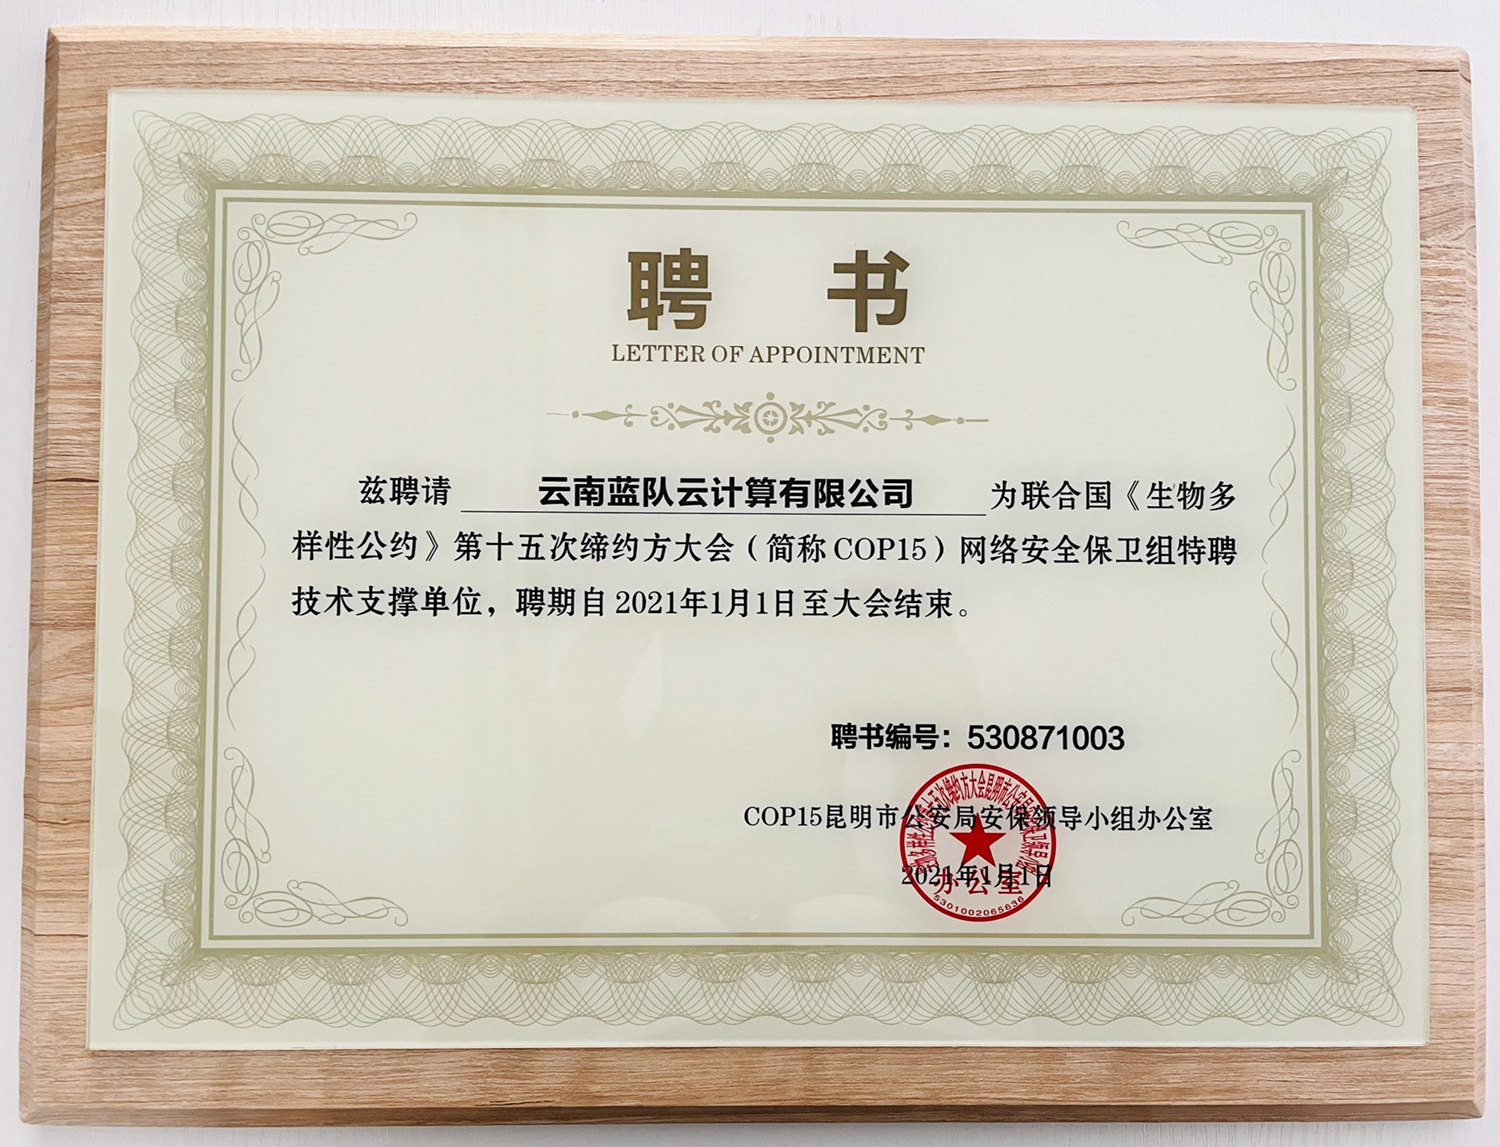 聘 书
LETTER OF APPOINTMENT
兹聘请 云南蓝队云计算有限公司 为联合国《生物多
样性公约》第十五次缔约方大会（简称COP15）网络安全保卫组特聘
技术支撑单位，聘期自2021年1月1日至大会结束。
聘书编号：530871003
COP15昆明市公安局安保领导小组办公室
2021年1月1日
办公室
5301002065636